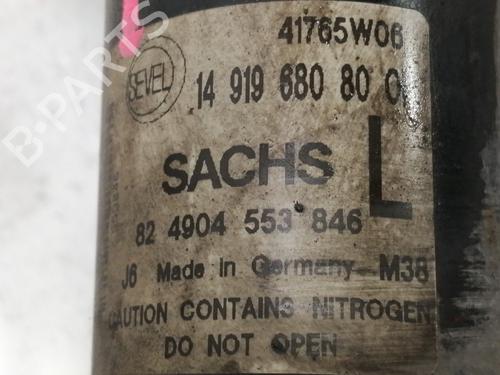 41765W06
SEVEL
14 919 680 80 0
SACHS L
82 4904 553 846
J6 Made in Germany M38
CAUTION CONTAINS NITROGEN
DO NOT OPEN
B-PARTS